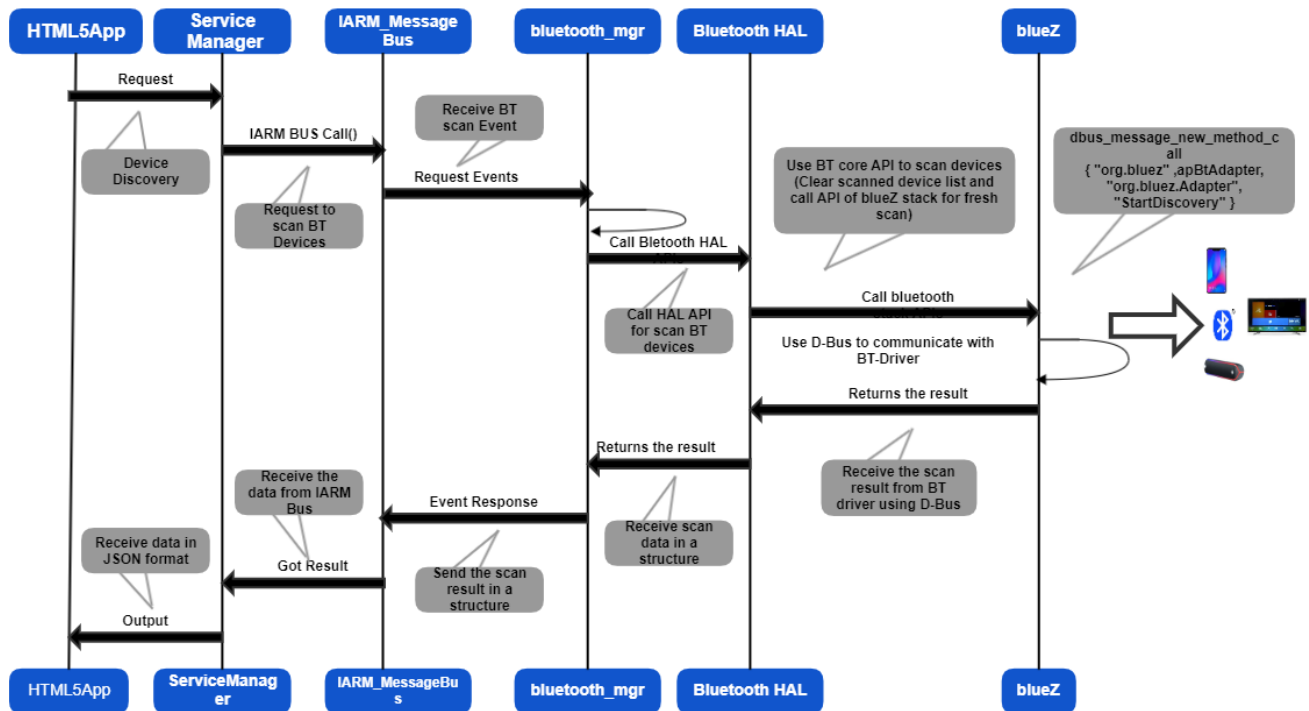 HTML5App
Service
Manager
IARM_Message
Bus
bluetooth_mgr
Bluetooth HAL
blueZ
Request
Device
Discovery
IARM BUS Call()
Request to
scan BT
Devices
Receive BT
scan Event
Request Events
Call Bletooth HAL
APIs
Call HAL API
for scan BT
devices
Use BT core API to scan devices
(Clear scanned device list and
call API of blueZ stack for fresh
scan)
dbus_message_new_method_c
all
{ "org.bluez" ,apBtAdapter,
"org.bluez.Adapter",
"StartDiscovery" }
Call bluetooth
Use D-Bus to communicate with
BT-Driver
Returns the result
Receive the scan
result from BT
driver using D-Bus
Returns the result
Receive scan
data in a
structure
Event Response
Send the scan
result in a
structure
Receive the
data from IARM
Bus
Got Result
Receive data in
JSON format
Output
HTML5App
ServiceManag
er
IARM_MessageBu
s
bluetooth_mgr
Bluetooth HAL
blueZ